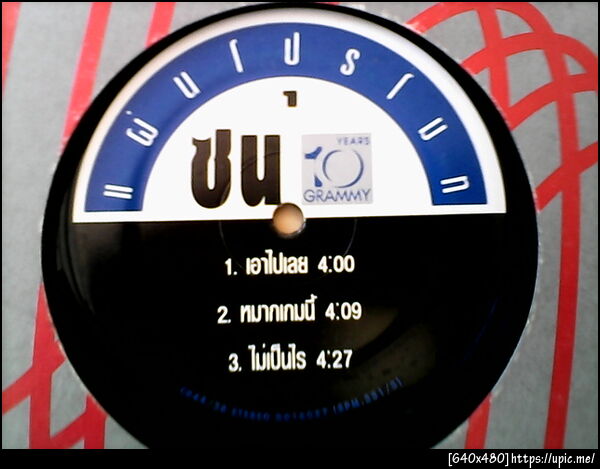 แผ่นโปรโมท
1
ชน
10 YEARS
GRAMMY
1. เอาไปเลย 4:00
2. หมากเกมนี้ 4:09
3. ไม่เป็นไร 4:27
[640x480]https://upic.me/